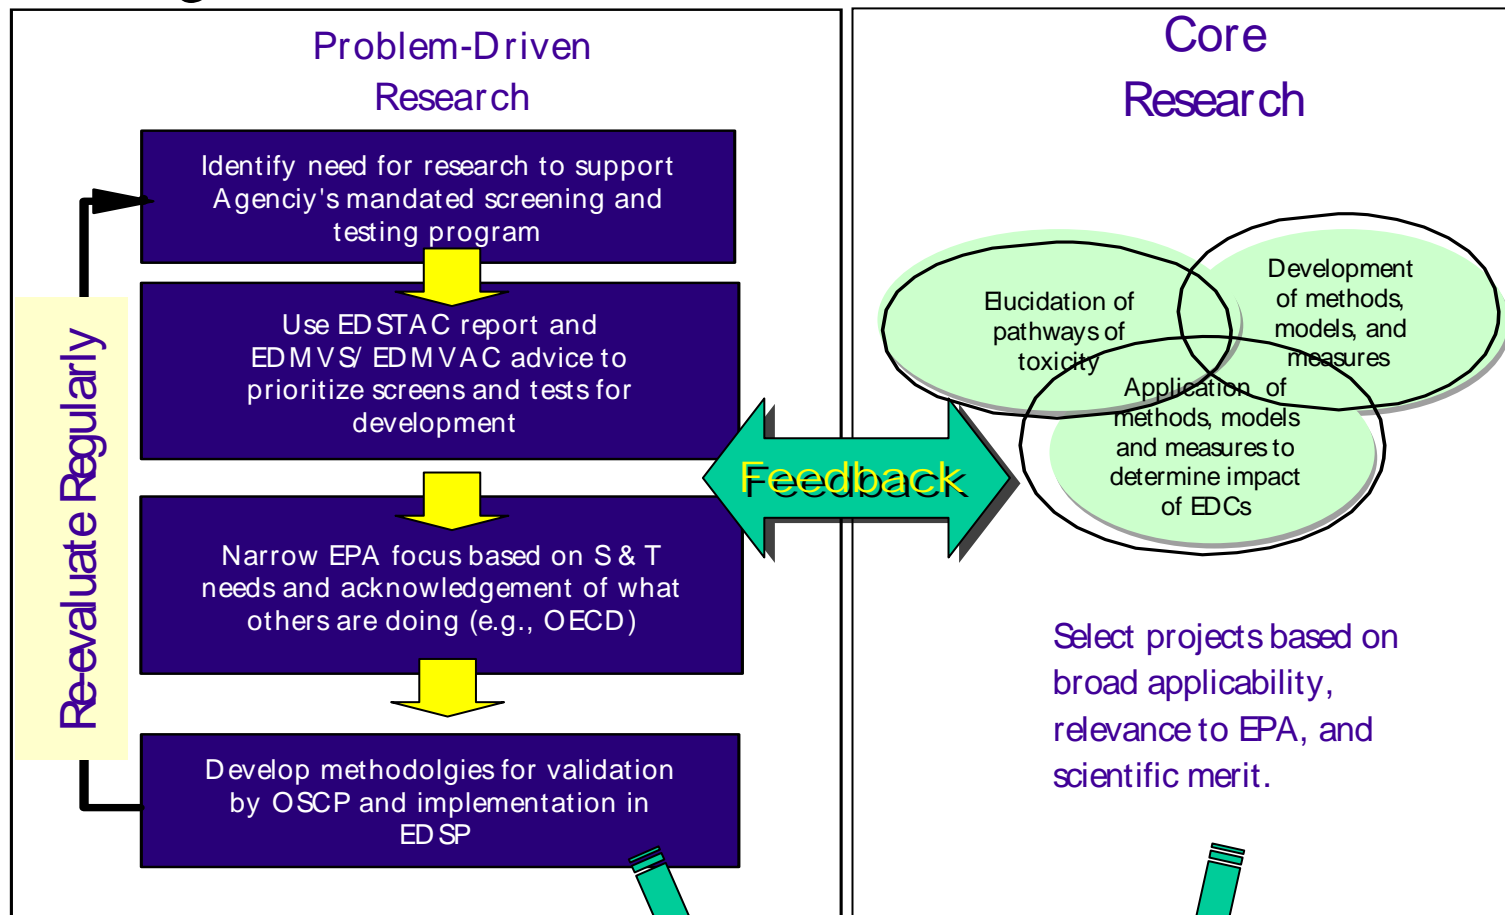 Problem-Driven
Research
Identify need for research to support
Agenciy's mandated screening and
testing program
Use EDSTAC report and
EDMVS/ EDMVAC advice to
prioritize screens and tests for
development
Narrow EPA focus based on S & T
needs and acknowledgement of what
others are doing (e.g., OECD)
Develop methodolgies for validation
by OSCP and implementation in
EDSP
Re-evaluate Regularly
Feedback
Core
Research
Elucidation of
pathways of
toxicity
Development
of methods,
models, and
measures
Application of
methods, models
and measures to
determine impact
of EDCs
Select projects based on
broad applicability,
relevance to EPA, and
scientific merit.